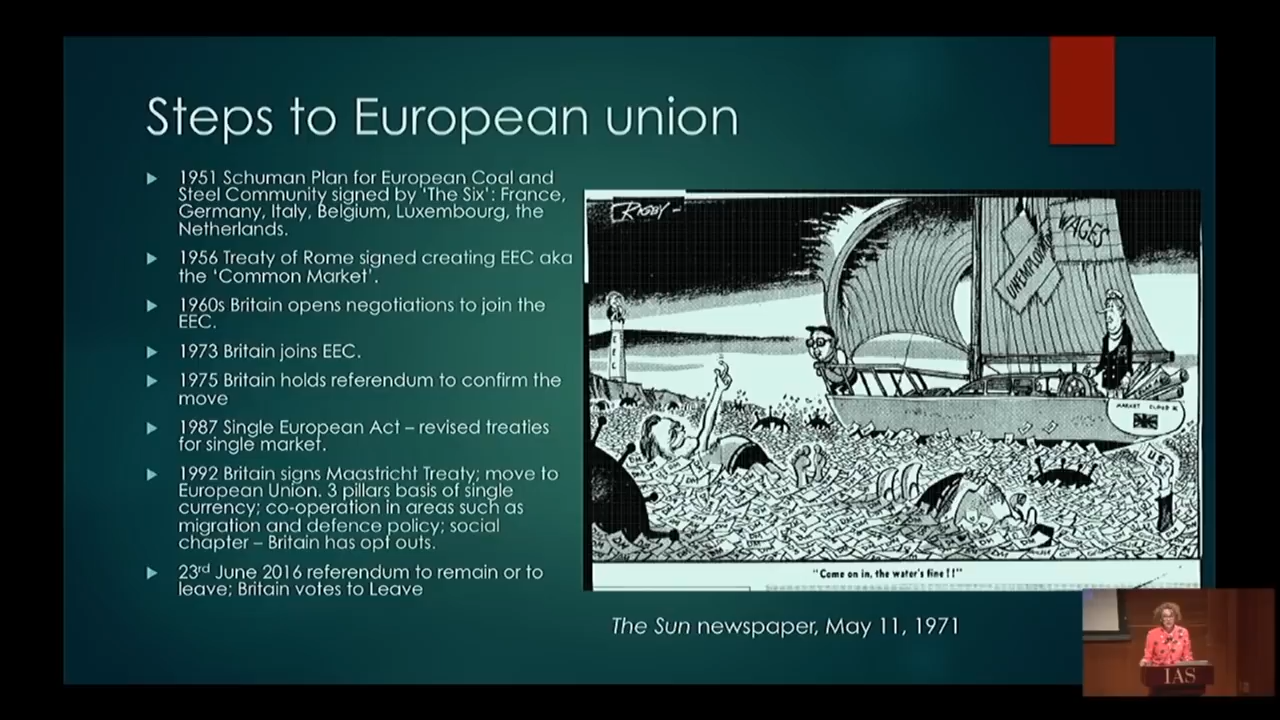 Steps to European union
1951 Schuman Plan for European Coal and
Steel Community signed by 'The Six': France,
Germany, Italy, Belgium, Luxembourg, the
Netherlands.
1956 Treaty of Rome signed creating EEC aka
the 'Common Market'.
1960s Britain opens negotiations to join the
EEC.
1973 Britain joins EEC.
1975 Britain holds referendum to confirm the
move
1987 Single European Act – revised treaties
for single market.
1992 Britain signs Maastricht Treaty; move to
European Union. 3 pillars basis of single
currency; co-operation in areas such as
migration and defence policy; social
chapter – Britain has opt outs.
23rd June 2016 referendum to remain or to
leave; Britain votes to Leave
RIGBY -
WAGES
EEC
DM
U.S.
"Come on in, the water's fine!!"
The Sun newspaper, May 11, 1971
IAS